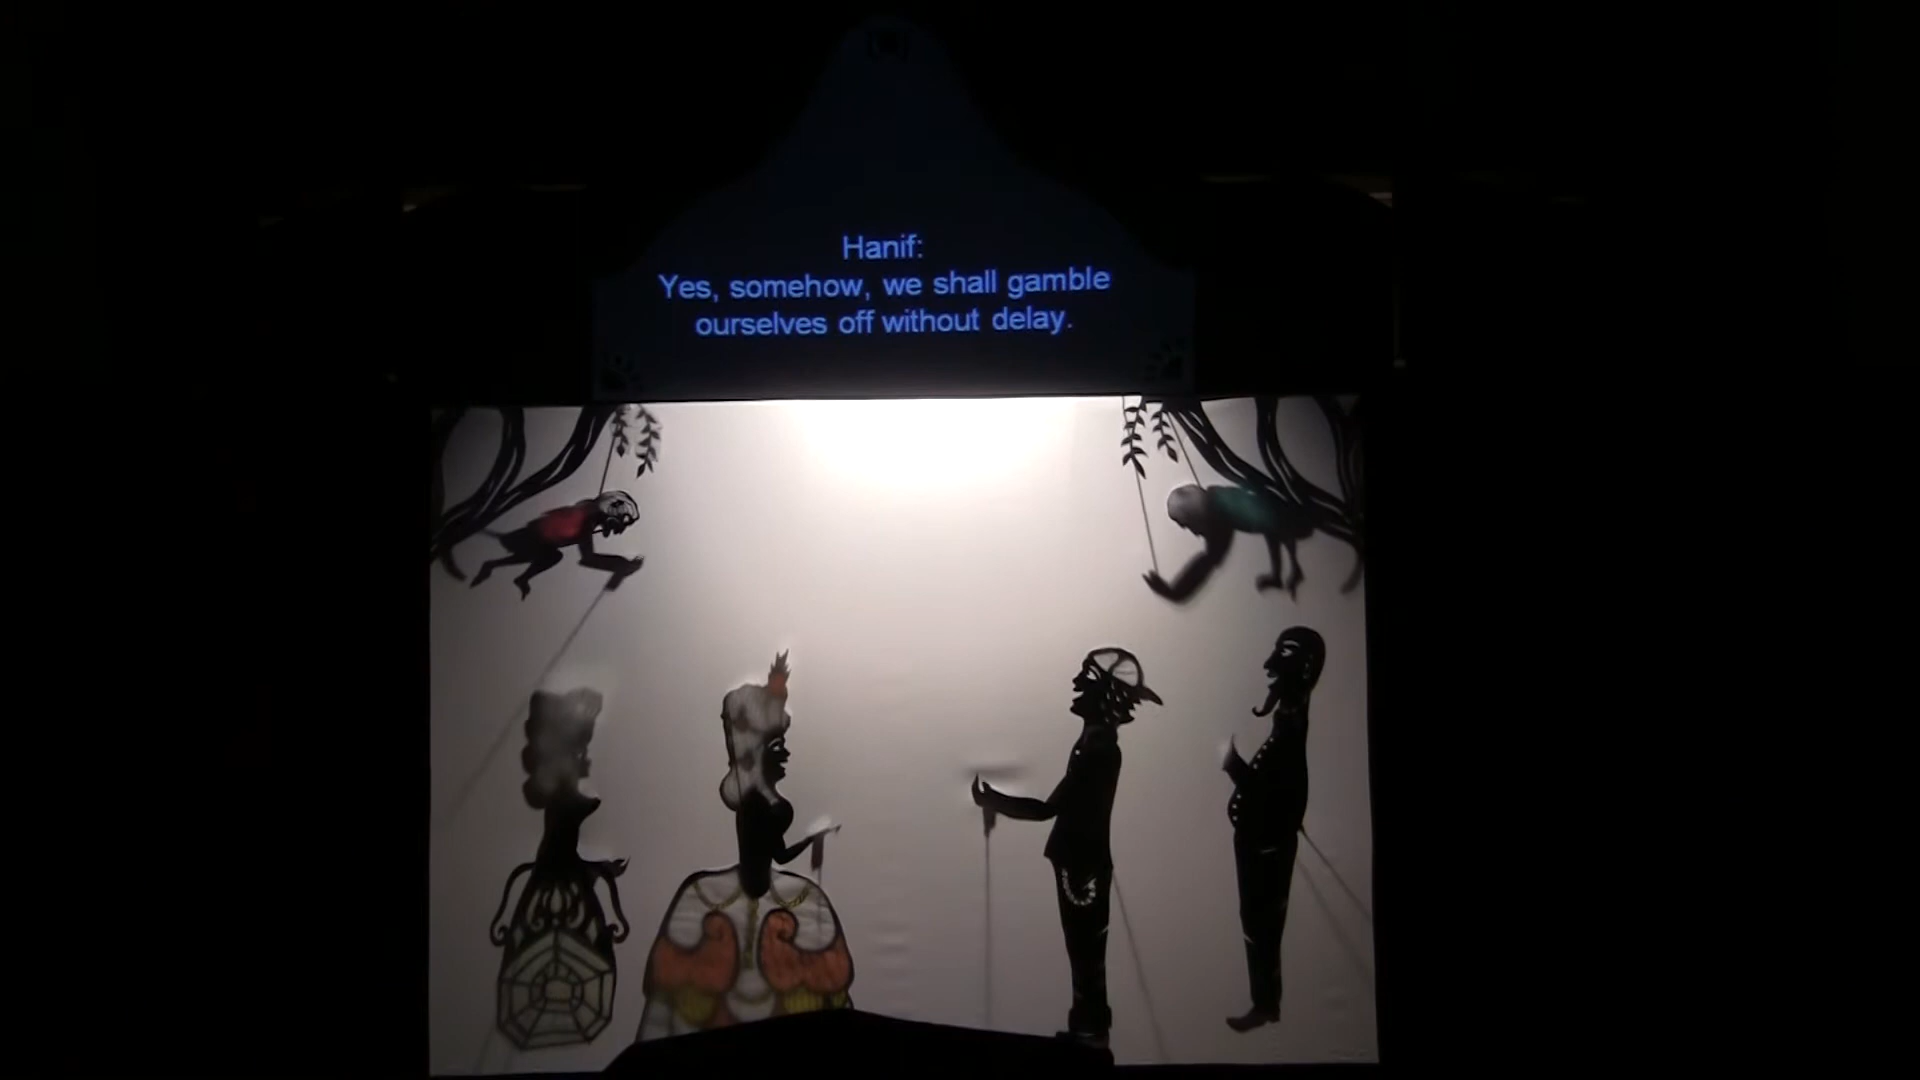 Hanif:
Yes, somehow, we shall gamble
ourselves off without delay.